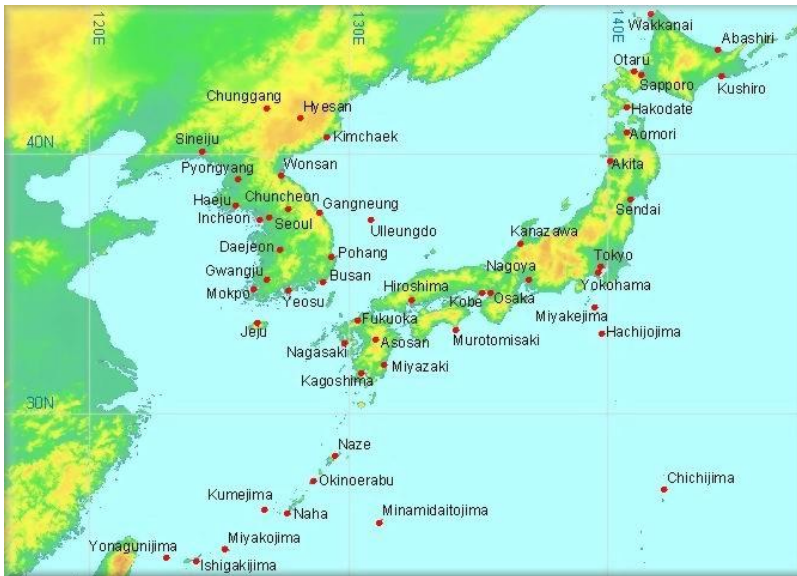 120E
130E
140E
Wakkanai
Abashiri
Otaru
Sapporo
Kushiro
Chunggang
Hyesan
Hakodate
Kimchaek
Aomori
40N
Sineiju
Wonsan
Pyongyang
Akita
Haeju
Chuncheon
Gangneung
Sendai
Incheon
Seoul
Ulleungdo
Kanazawa
Daejeon
Pohang
Tokyo
Gwangju
Busan
Nagoya
Yokohama
Hiroshima
Mokpo
Yeosu
Kobe
Osaka
Miyakejima
Jeju
Fukuoka
Hachijojima
Nagasaki
Asosan
Murotomisaki
Miyazaki
Kagoshima
30N
Naze
Okinoerabu
Chichijima
Kumejima
Naha
Minamidaitojima
Miyakojima
Yonagunijima
Ishigakijima